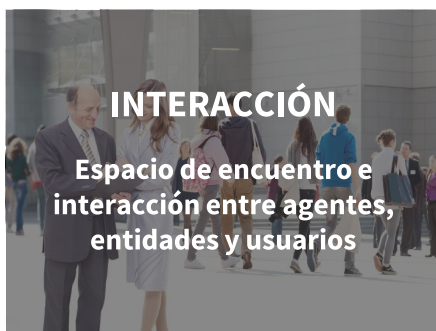 INTERACCIÓN
Espacio de encuentro e
interacción entre agentes,
entidades y usuarios